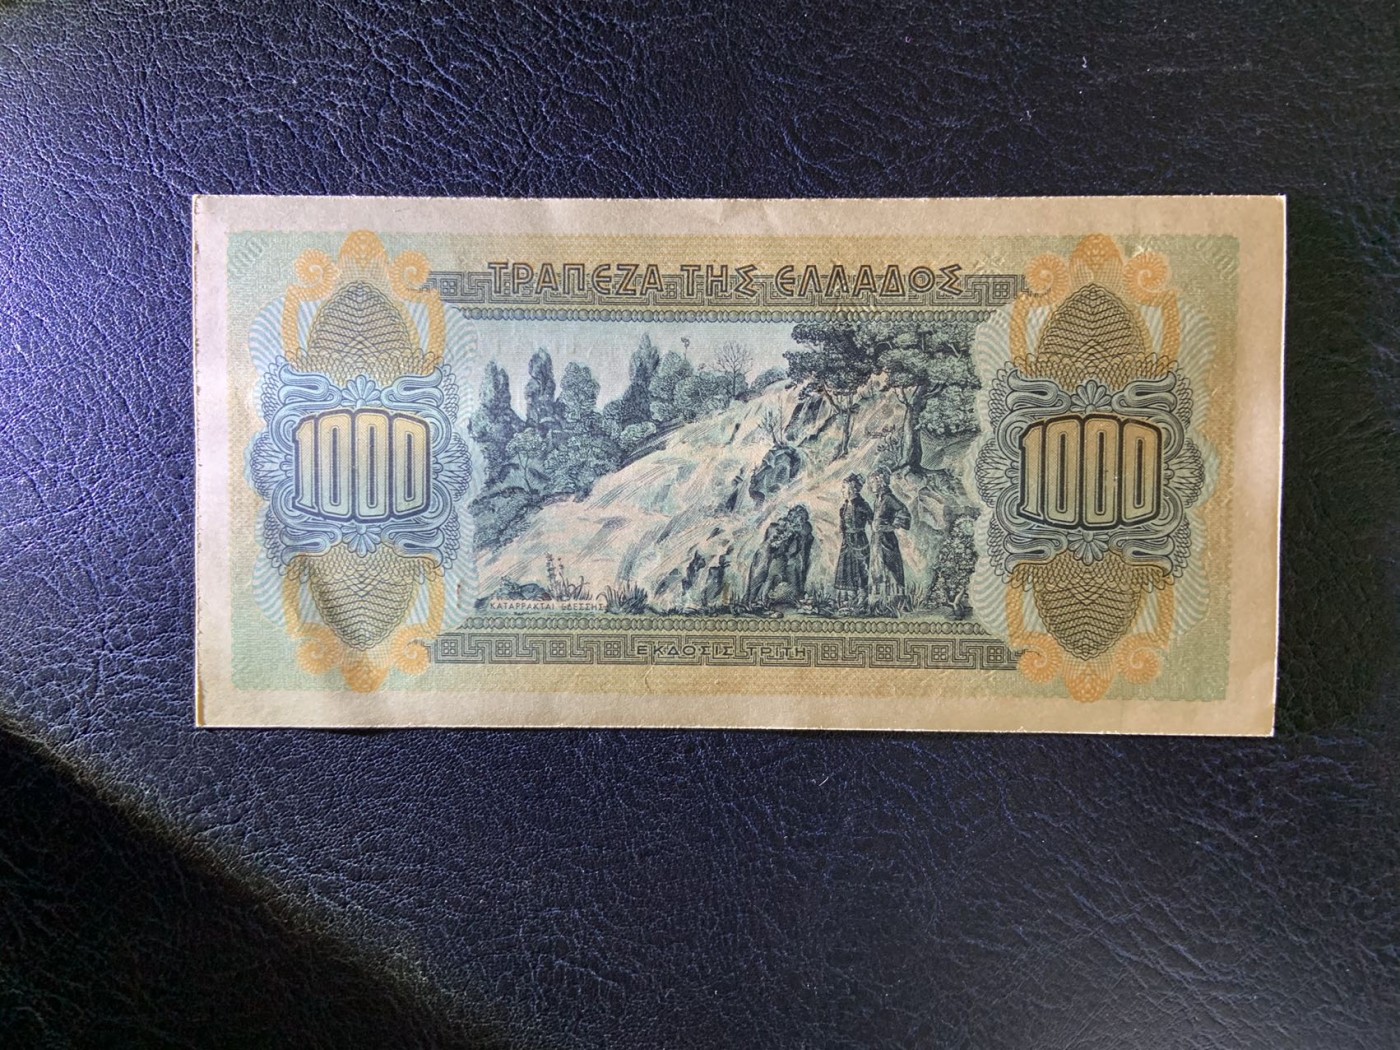 ΤΡΑΠΕΖΑ ΤΗΣ ΕΛΛΑΔΟΣ
1000 1000
ΚΑΤΑΡΡΑΚΤΑΙ ΕΔΕΣΣΗΣ
ΕΚΔΟΣΙΣ ΤΡΙΤΗ